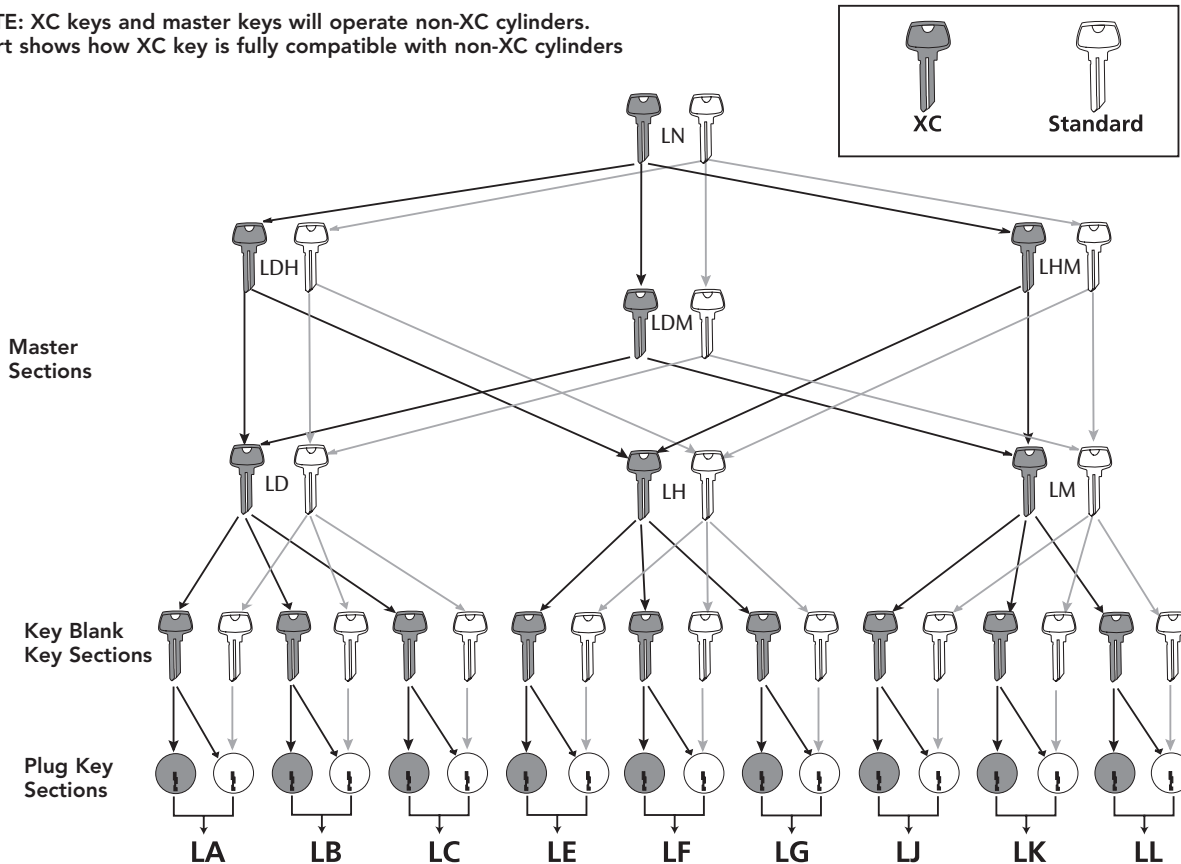 TE: XC keys and master keys will operate non-XC cylinders.
rt shows how XC key is fully compatible with non-XC cylinders
XC Standard
LN
LDH
LHM
LDM
Master
Sections
LD
LH
LM
Key Blank
Key Sections
Plug Key
Sections
LA LB LC LE LF LG LJ LK LL